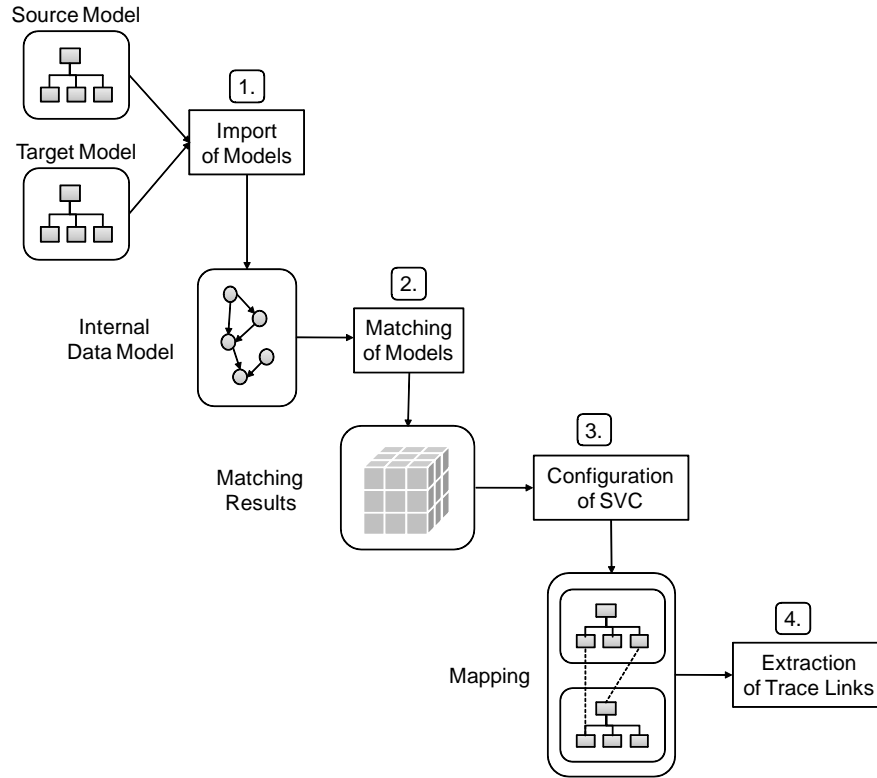 Source Model
1.
Import
of Models
Target Model
2.
Internal
Data Model
Matching
of Models
3.
Matching
Results
Configuration
of SVC
4.
Mapping
Extraction
of Trace Links